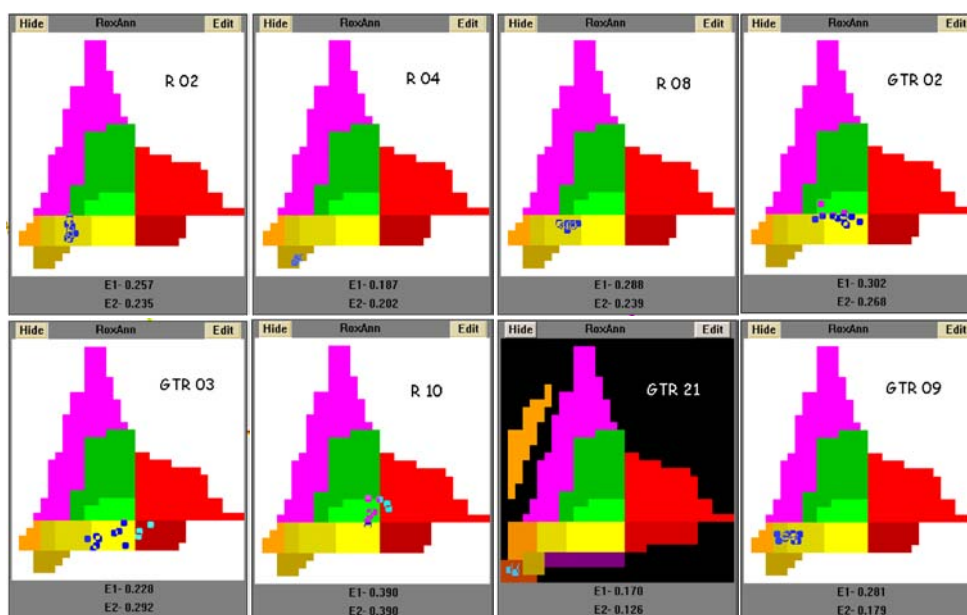 Hide RoxAnn Edit
R 02
E1- 0.257
E2- 0.235
Hide RoxAnn Edit
R 04
E1- 0.187
E2- 0.202
Hide RoxAnn Edit
R 08
E1- 0.288
E2- 0.239
Hide RoxAnn Edit
GTR 02
E1- 0.302
E2- 0.268
Hide RoxAnn Edit
GTR 03
E1- 0.228
E2- 0.292
Hide RoxAnn Edit
R 10
E1- 0.390
E2- 0.390
Hide RoxAnn Edit
GTR 21
E1- 0.170
E2- 0.126
Hide RoxAnn Edit
GTR 09
E1- 0.281
E2- 0.179